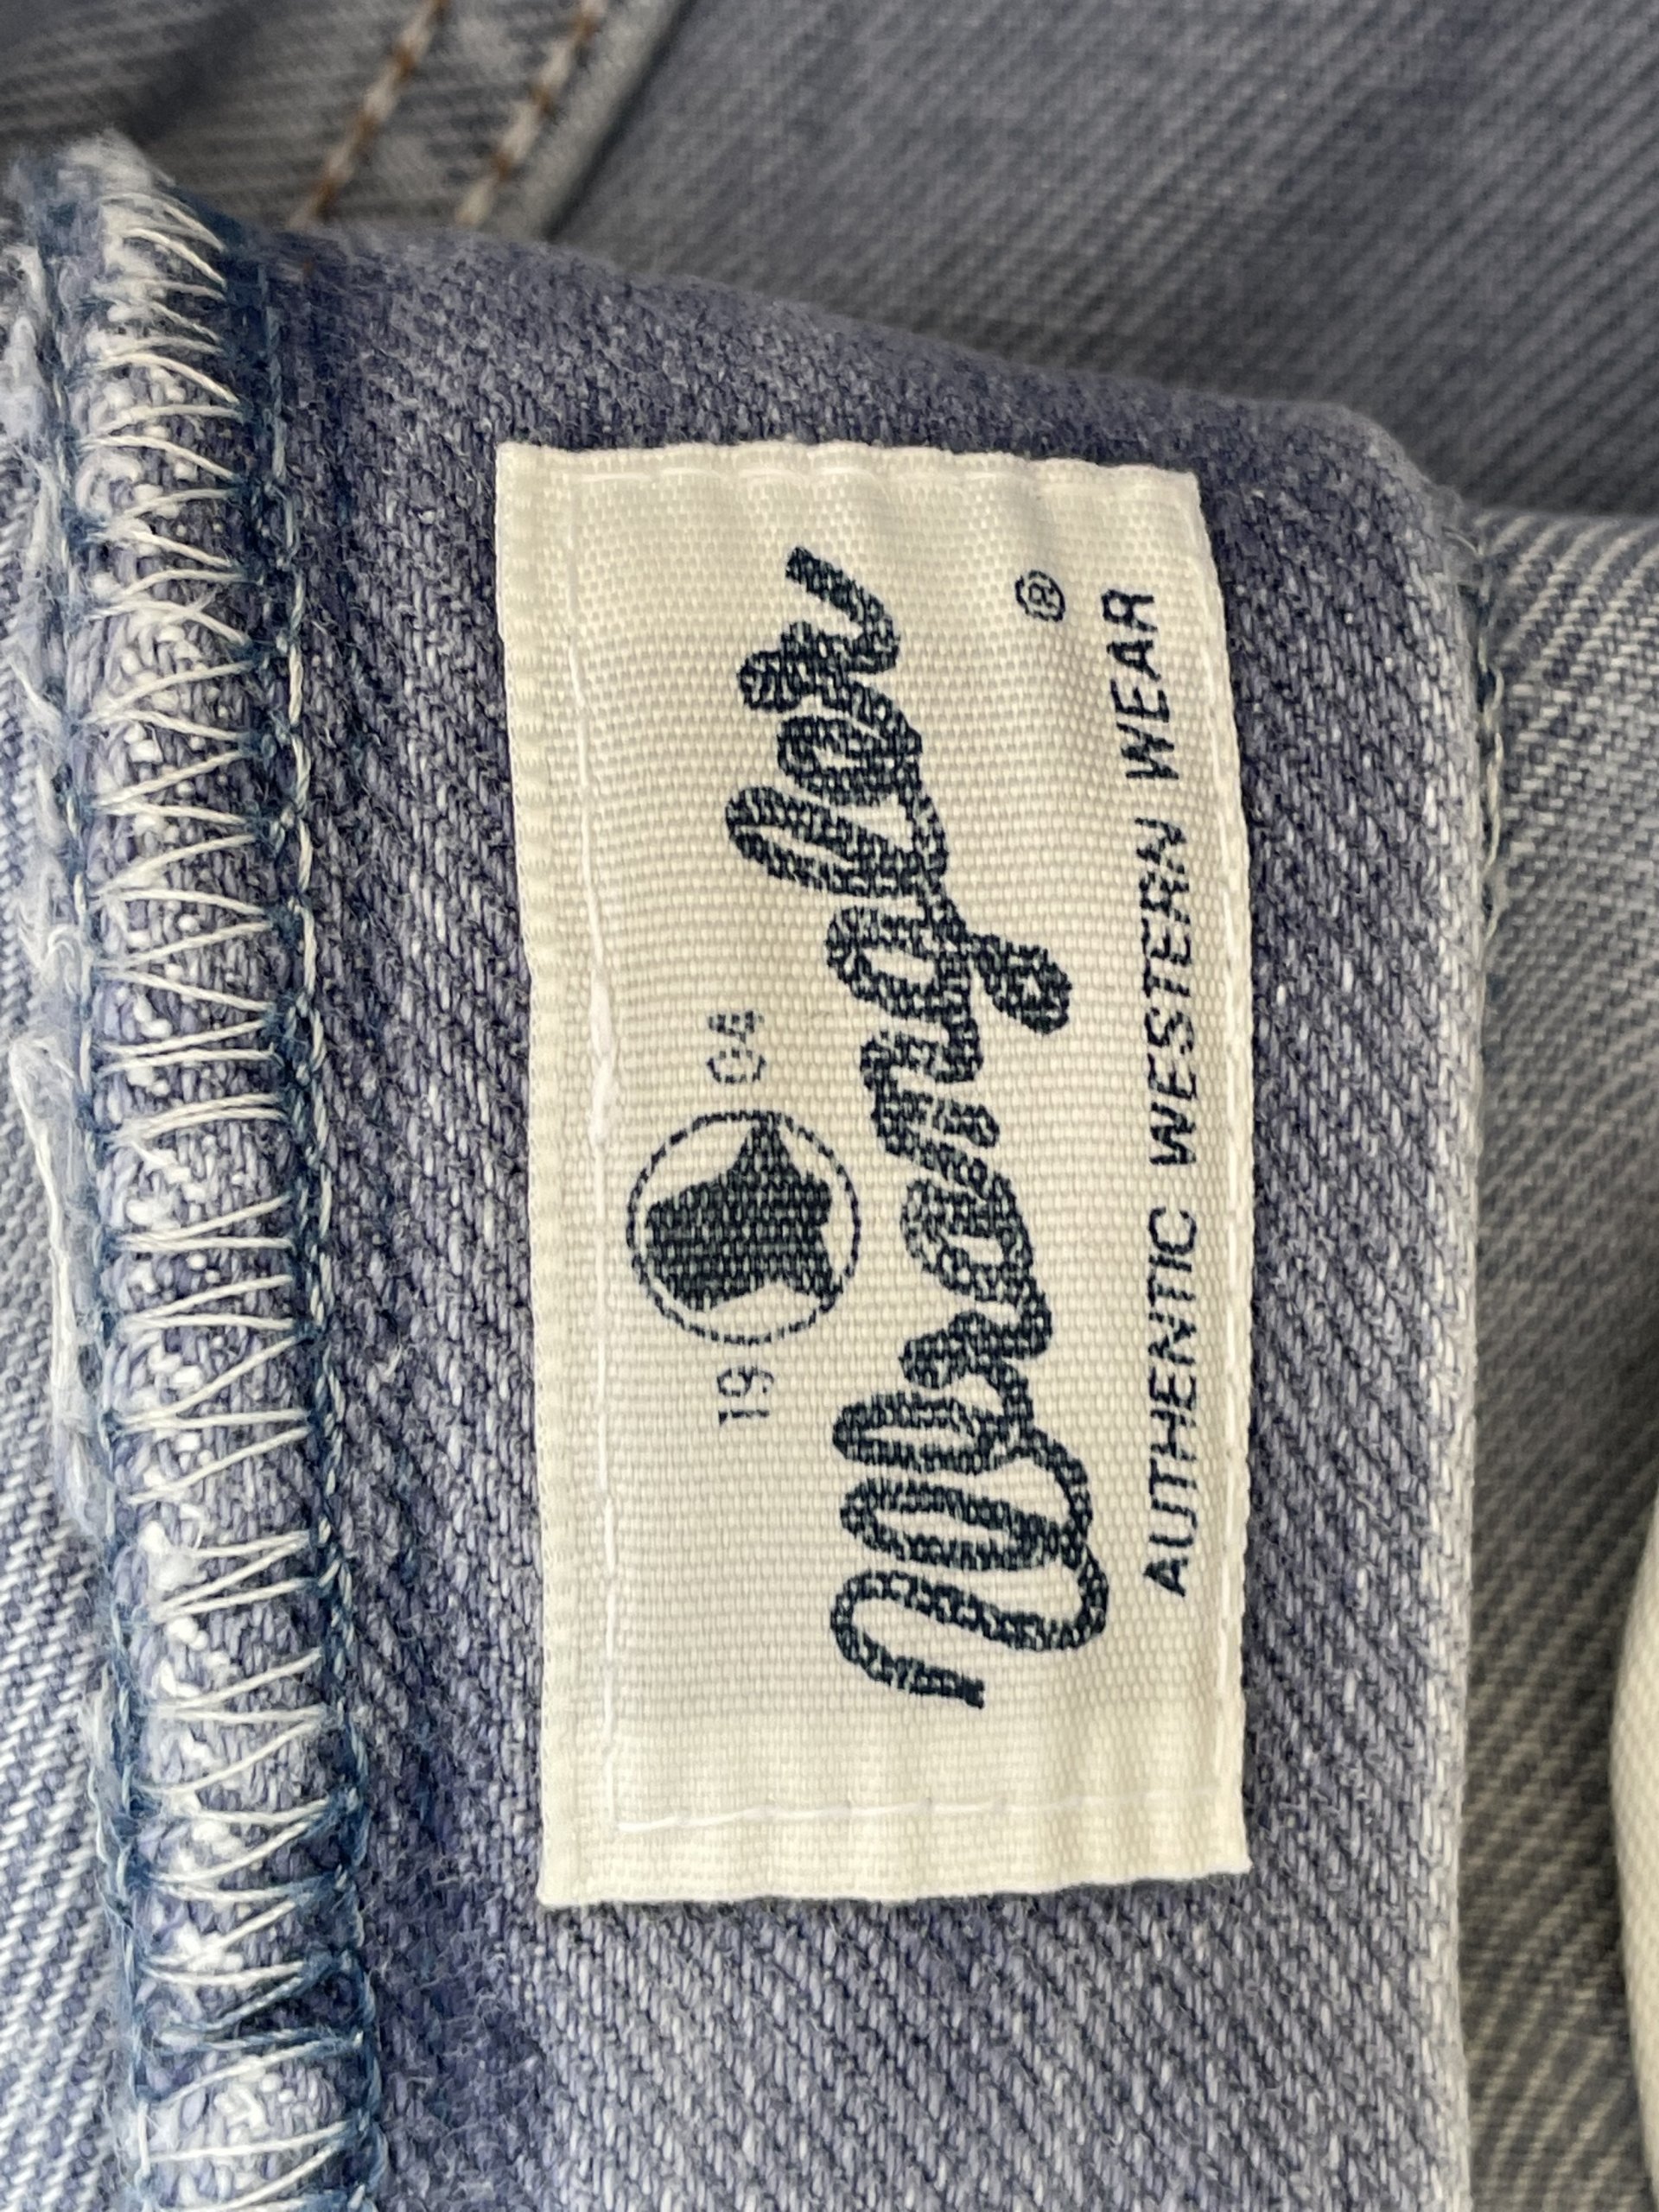 19 04
Wrangler®
AUTHENTIC WESTERN WEAR